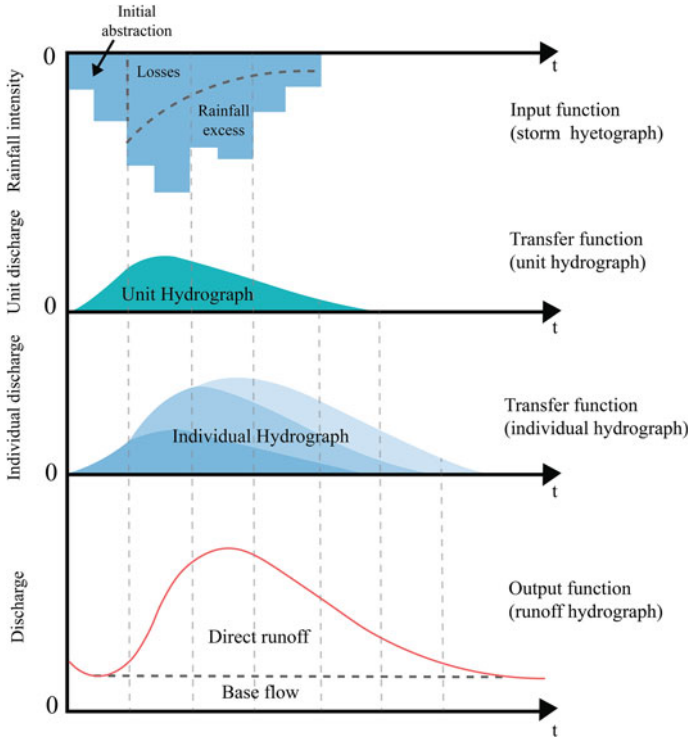 Initial
abstraction
0
t
Losses
Rainfall
excess
Rainfall intensity
Input function
(storm hyetograph)
Unit discharge
Transfer function
(unit hydrograph)
Unit Hydrograph
0
t
Individual discharge
Transfer function
(individual hydrograph)
Individual Hydrograph
0
t
Discharge
Output function
(runoff hydrograph)
Direct runoff
Base flow
0
t